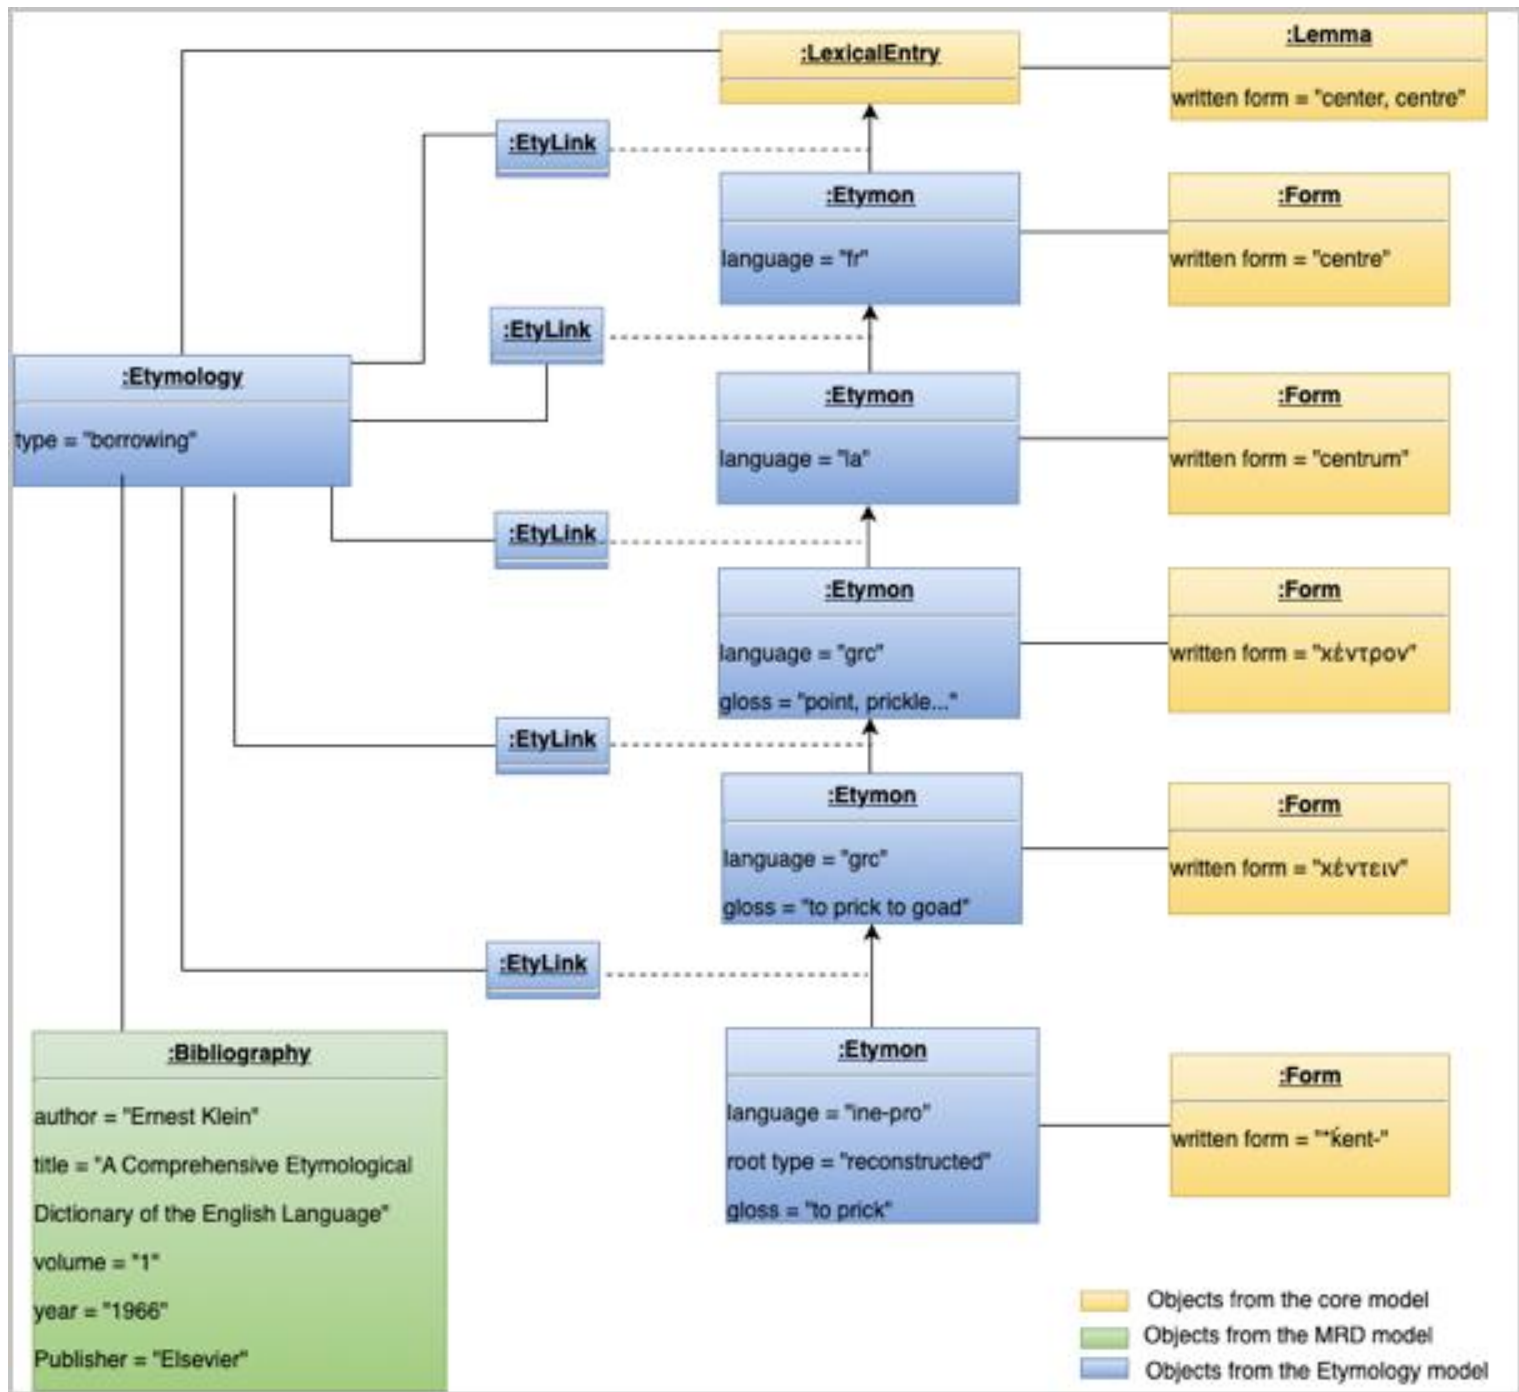 :LexicalEntry
:Lemma
written form = "center, centre"
:EtyLink
:Etymon
language = "fr"
:Form
written form = "centre"
:EtyLink
:Etymology
type = "borrowing"
:Etymon
language = "la"
:Form
written form = "centrum"
:EtyLink
:Etymon
language = "grc"
gloss = "point, prickle..."
:Form
written form = "κέντρον"
:EtyLink
:Etymon
language = "grc"
gloss = "to prick to goad"
:Form
written form = "κέντειν"
:EtyLink
:Etymon
language = "ine-pro"
root type = "reconstructed"
gloss = "to prick"
:Form
written form = "*ḱent-"
:Bibliography
author = "Ernest Klein"
title = "A Comprehensive Etymological
Dictionary of the English Language"
volume = "1"
year = "1966"
Publisher = "Elsevier"
Objects from the core model
Objects from the MRD model
Objects from the Etymology model